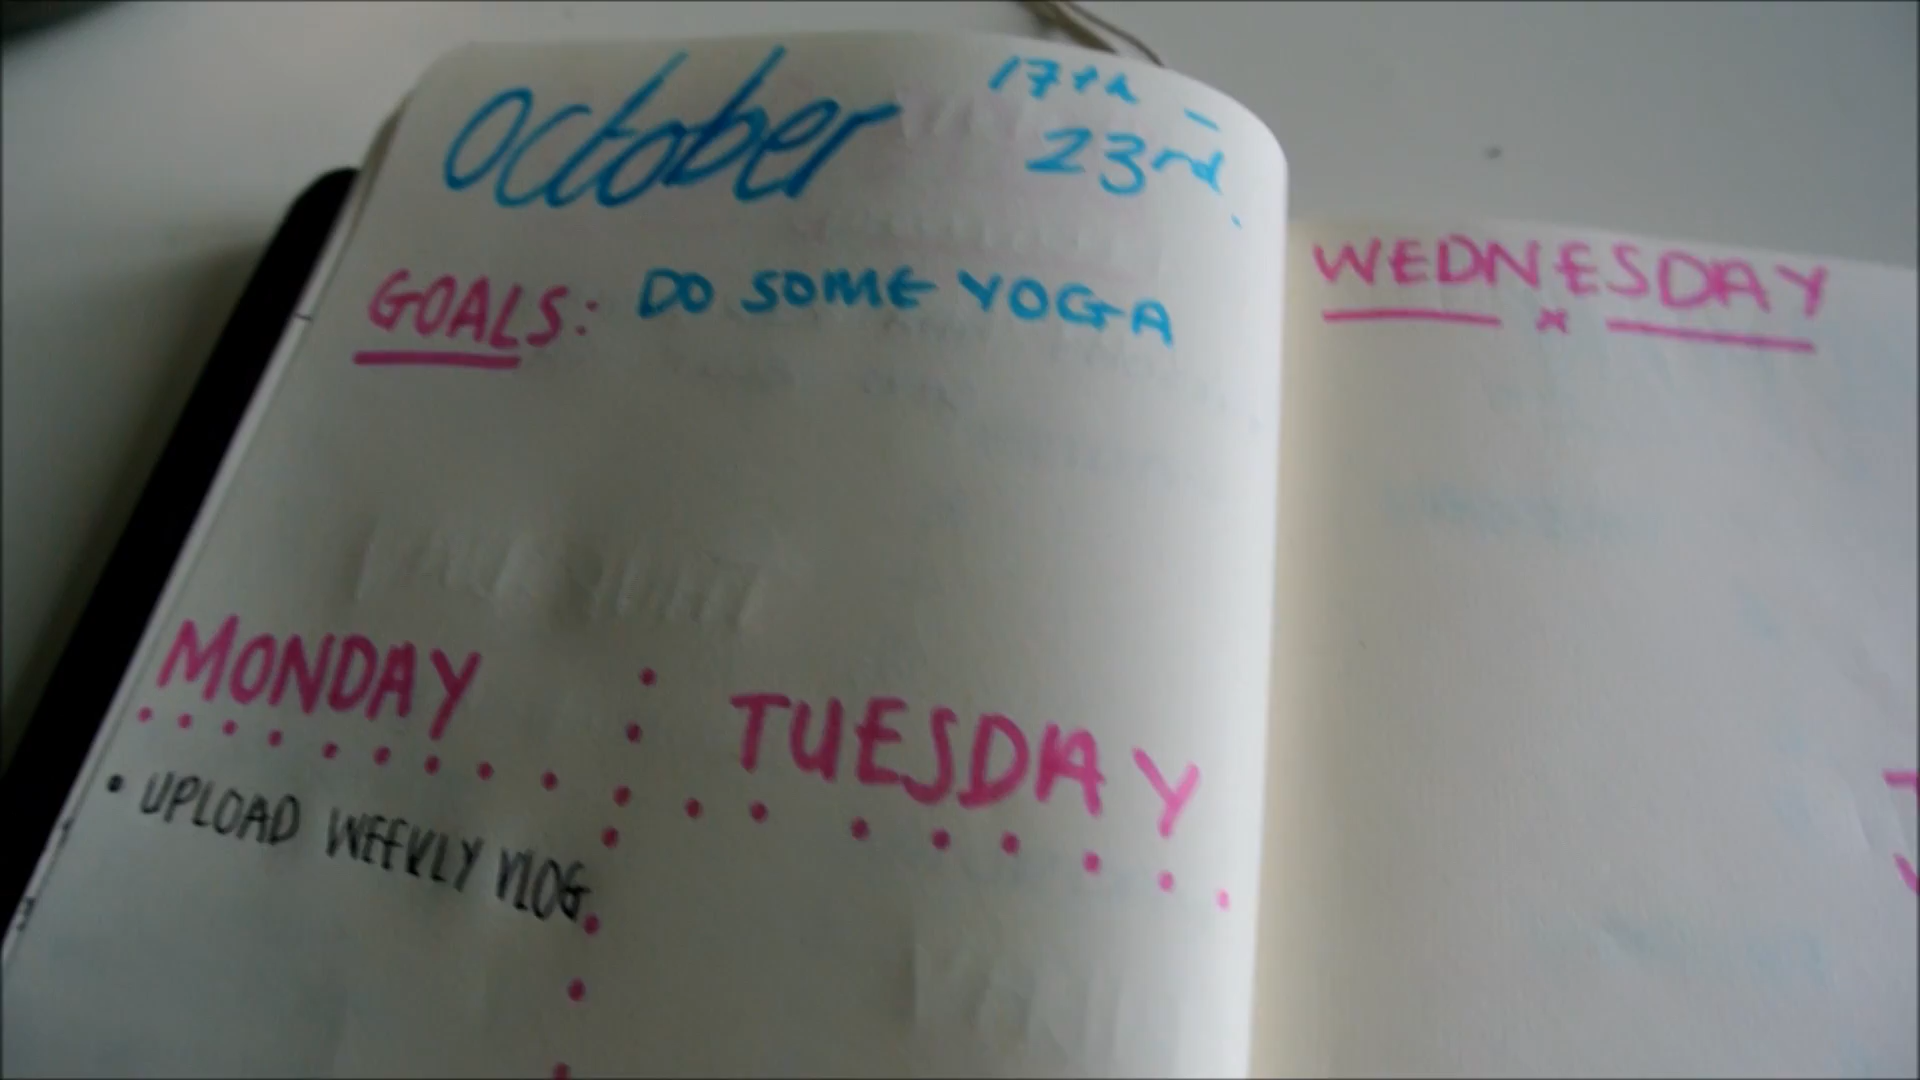 october 17th -
23rd.
GOALS: DO SOME YOGA
MONDAY
TUESDAY
• UPLOAD WEEKLY VLOG.
WEDNESDAY